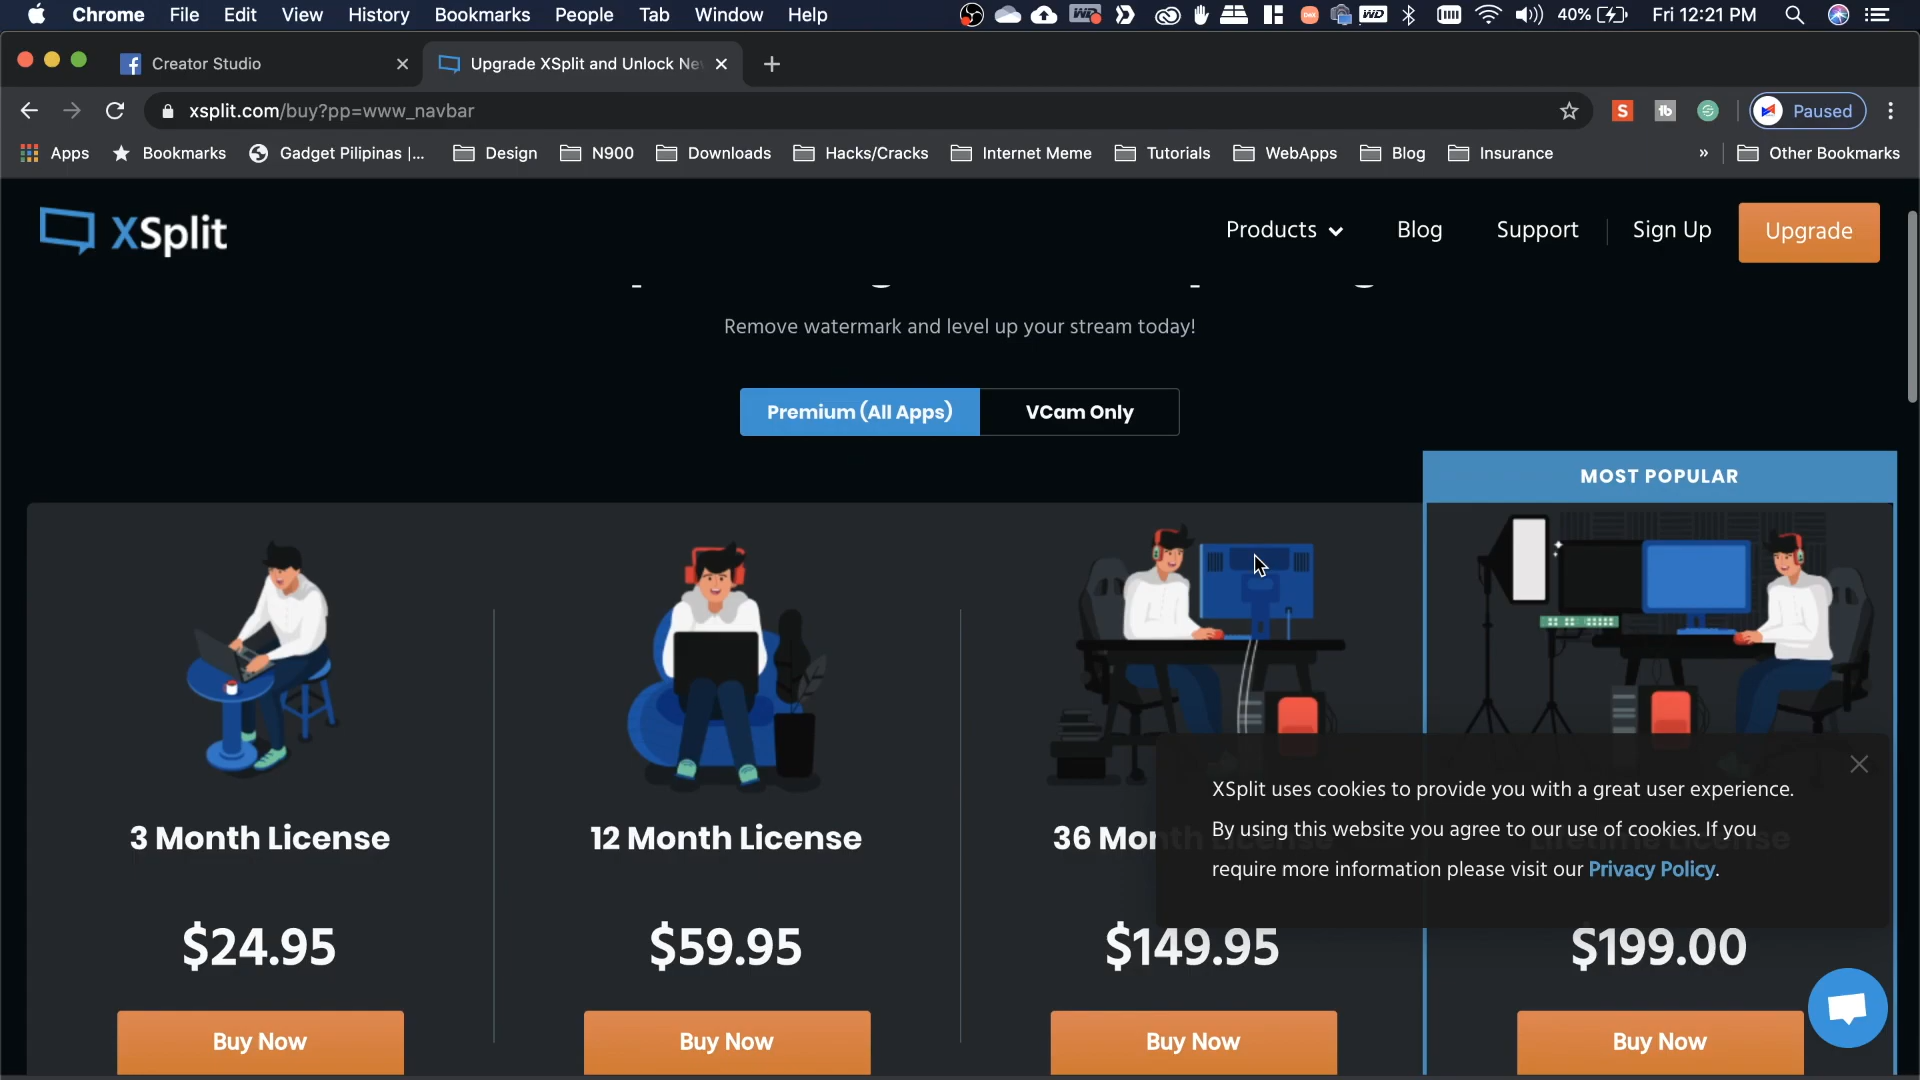 Chrome File Edit View History Bookmarks People Tab Window Help 40% Fri 12:21 PM
Creator Studio Upgrade XSplit and Unlock Ne
xsplit.com/buy?pp=www_navbar Paused
Apps Bookmarks Gadget Pilipinas |... Design N900 Downloads Hacks/Cracks Internet Meme Tutorials WebApps Blog Insurance » Other Bookmarks
XSplit Products Blog Support Sign Up Upgrade
Remove watermark and level up your stream today!
Premium (All Apps) VCam Only
MOST POPULAR
3 Month License 12 Month License 36 Month License Lifetime License
XSplit uses cookies to provide you with a great user experience.
By using this website you agree to our use of cookies. If you
require more information please visit our Privacy Policy.
$24.95 $59.95 $149.95 $199.00
Buy Now Buy Now Buy Now Buy Now